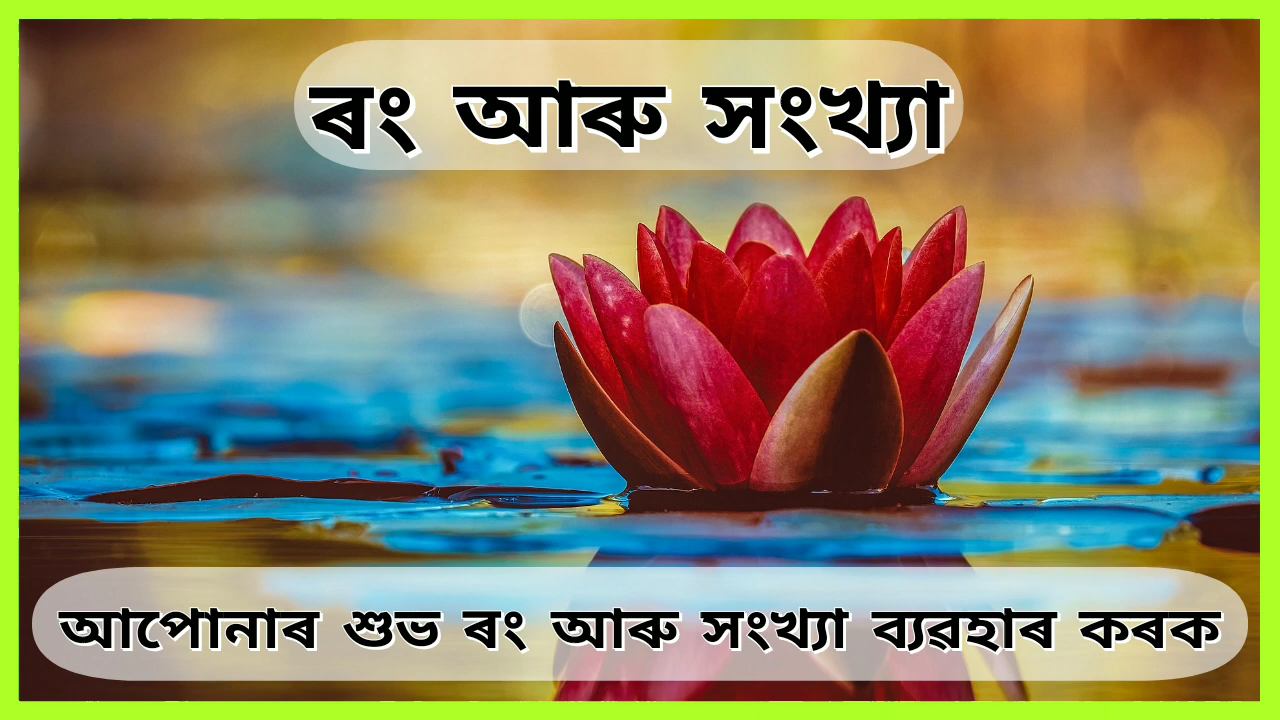 ৰং আৰু সংখ্যা
আপোনাৰ শুভ ৰং আৰু সংখ্যা ব্যৱহাৰ কৰক